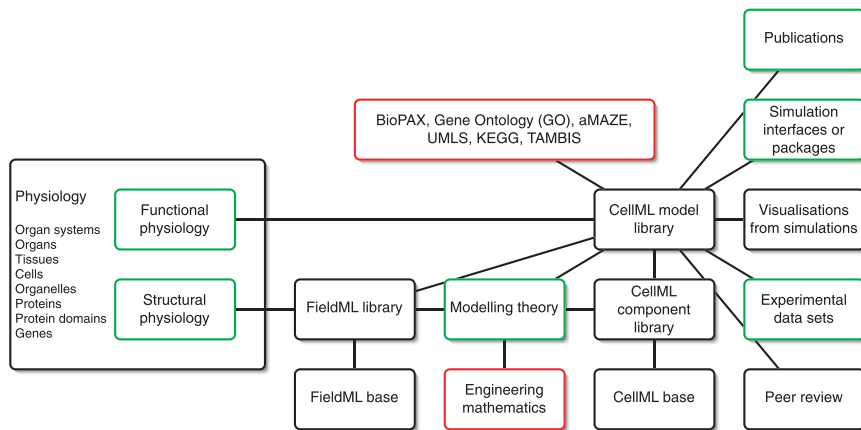 Publications
Simulation
interfaces or
packages
BioPAX, Gene Ontology (GO), aMAZE,
UMLS, KEGG, TAMBIS
Physiology
Organ systems
Organs
Tissues
Cells
Organelles
Proteins
Protein domains
Genes
Functional
physiology
Structural
physiology
CellML model
library
Visualisations
from simulations
FieldML library
Modelling theory
CellML
component
library
Experimental
data sets
FieldML base
Engineering
mathematics
CellML base
Peer review